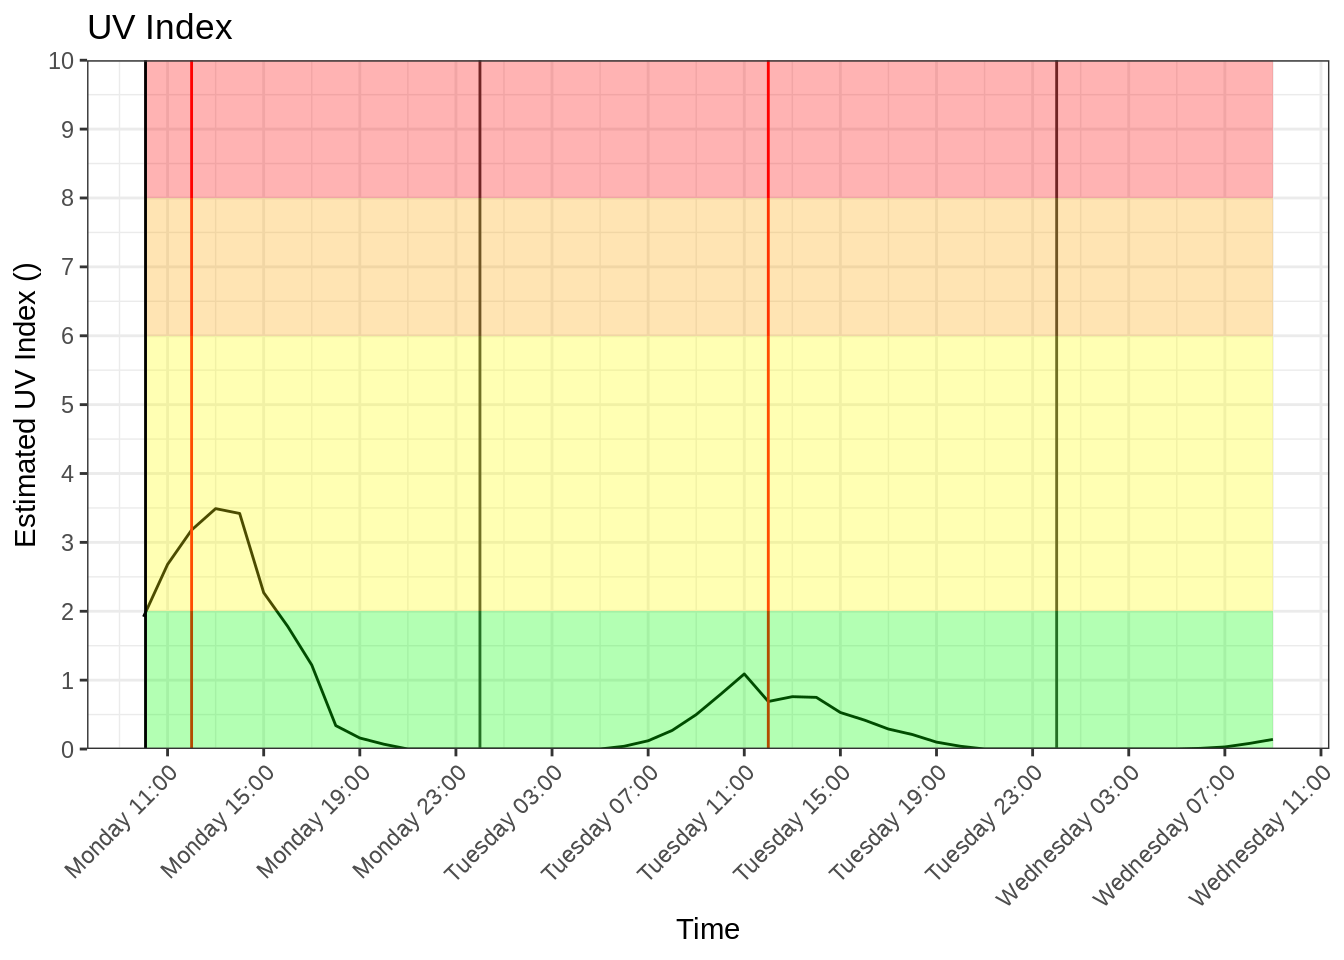 UV Index
Estimated UV Index ()
10
9
8
7
6
5
4
3
2
1
0
Monday 11:00
Monday 15:00
Monday 19:00
Monday 23:00
Tuesday 03:00
Tuesday 07:00
Tuesday 11:00
Tuesday 15:00
Tuesday 19:00
Tuesday 23:00
Wednesday 03:00
Wednesday 07:00
Wednesday 11:00
Time